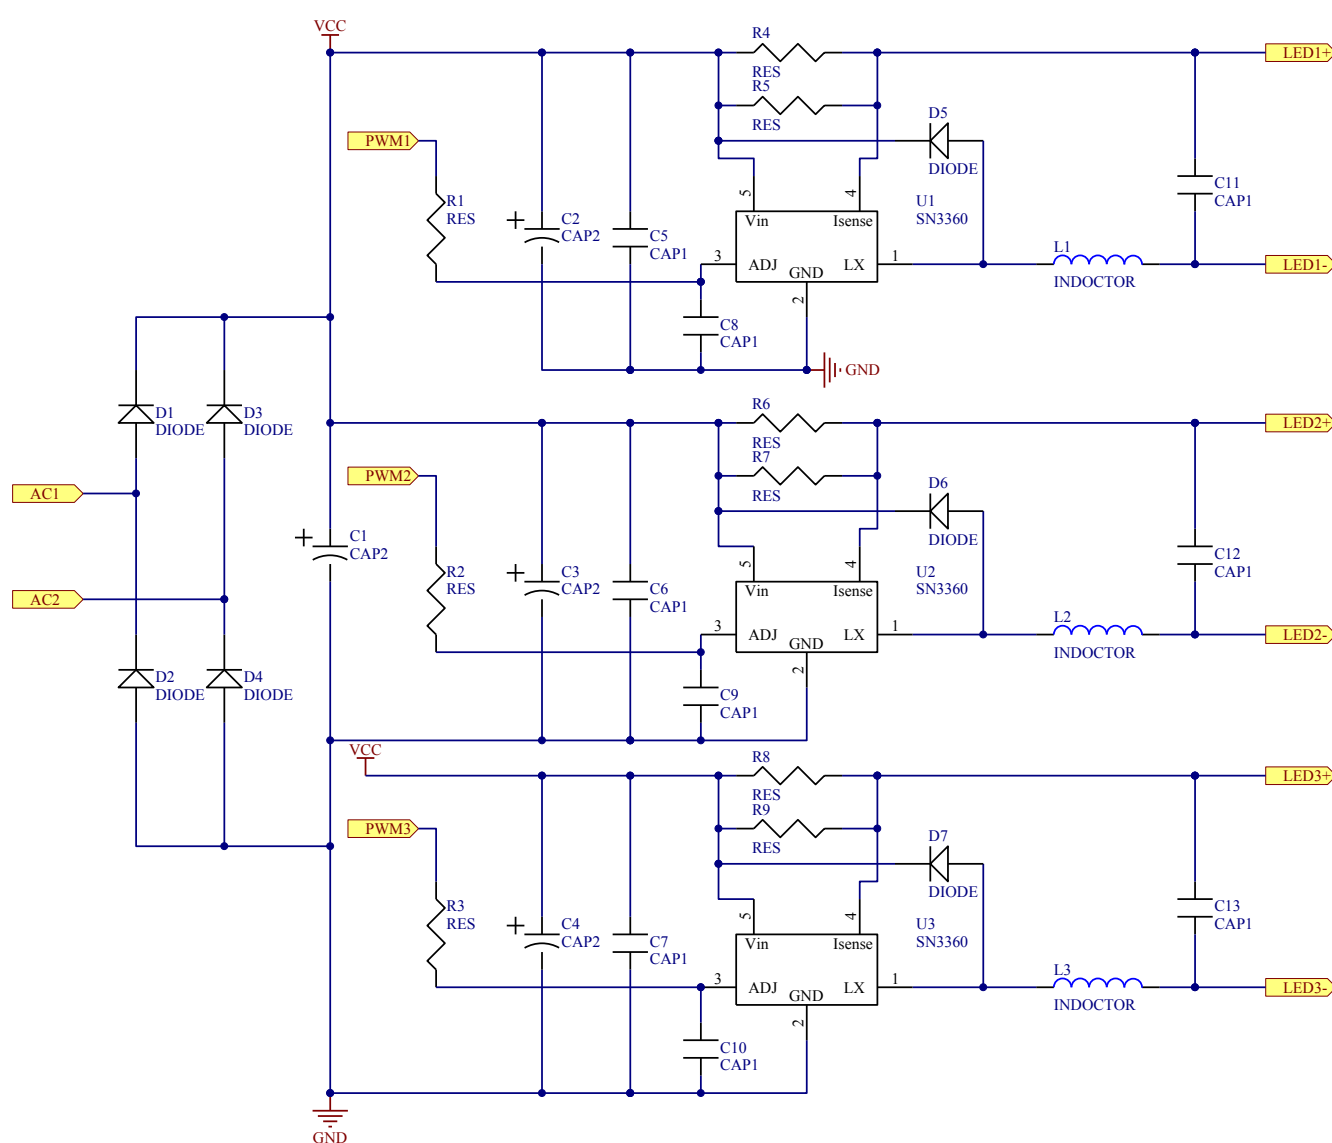 VCC
R4
RES
LED1+
R5
RES
D5
DIODE
PWM1
R1
RES
C2
CAP2
C5
CAP1
5
4
Vin
Isense
3
ADJ
GND
LX
1
2
U1
SN3360
C11
CAP1
L1
INDOCTOR
LED1-
C8
CAP1
GND
D1
DIODE
D3
DIODE
R6
RES
LED2+
R7
RES
D6
DIODE
PWM2
AC1
C1
CAP2
R2
RES
C3
CAP2
C6
CAP1
5
4
Vin
Isense
3
ADJ
GND
LX
1
2
U2
SN3360
C12
CAP1
L2
INDOCTOR
LED2-
AC2
D2
DIODE
D4
DIODE
C9
CAP1
VCC
R8
RES
LED3+
R9
RES
D7
DIODE
PWM3
R3
RES
C4
CAP2
C7
CAP1
5
4
Vin
Isense
3
ADJ
GND
LX
1
2
U3
SN3360
C13
CAP1
L3
INDOCTOR
LED3-
C10
CAP1
GND